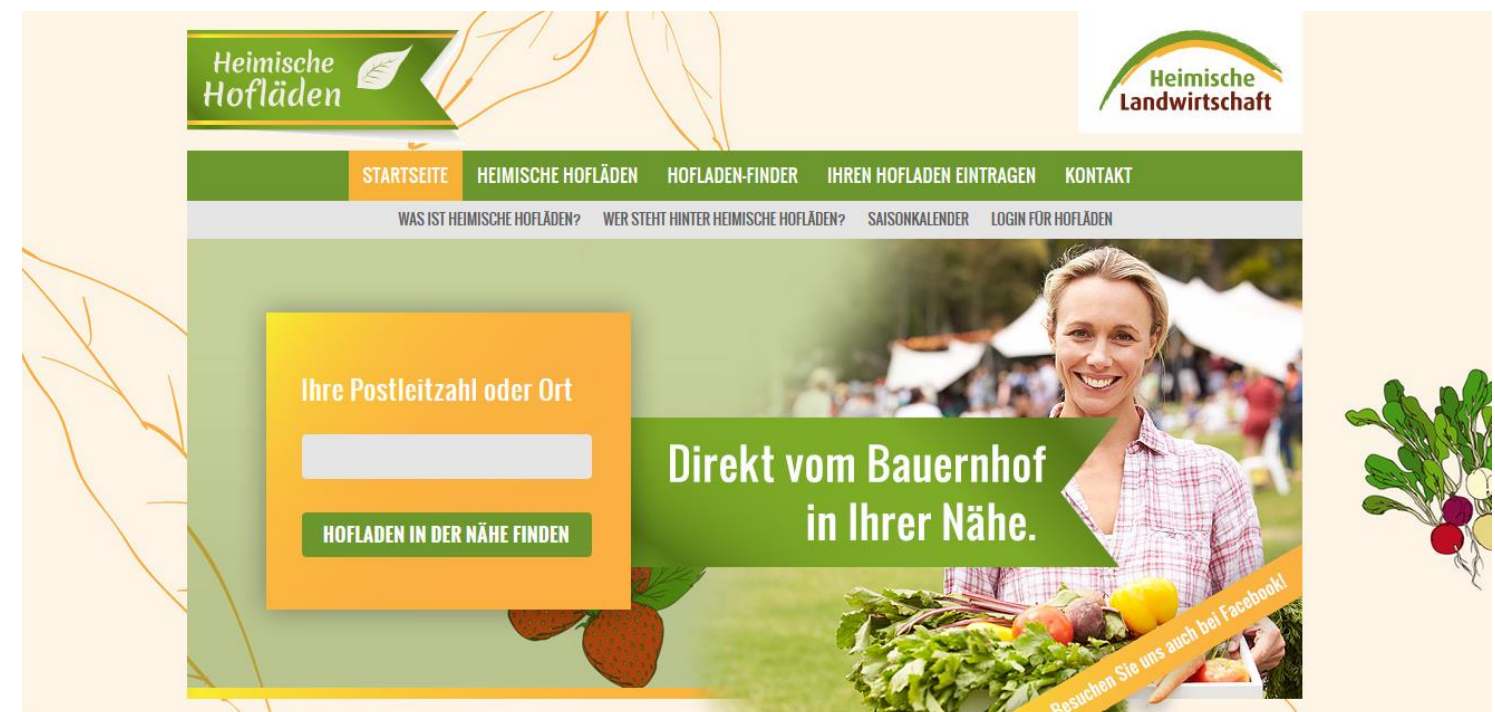 Heimische
Hofläden
Heimische
Landwirtschaft
STARTSEITE HEIMISCHE HOFLÄDEN HOFLADEN-FINDER IHREN HOFLADEN EINTRAGEN KONTAKT
WAS IST HEIMISCHE HOFLÄDEN? WER STEHT HINTER HEIMISCHE HOFLÄDEN? SAISONKALENDER LOGIN FÜR HOFLÄDEN
Ihre Postleitzahl oder Ort
HOFLADEN IN DER NÄHE FINDEN
Direkt vom Bauernhof
in Ihrer Nähe.
Besuchen Sie uns auch bei Facebook!